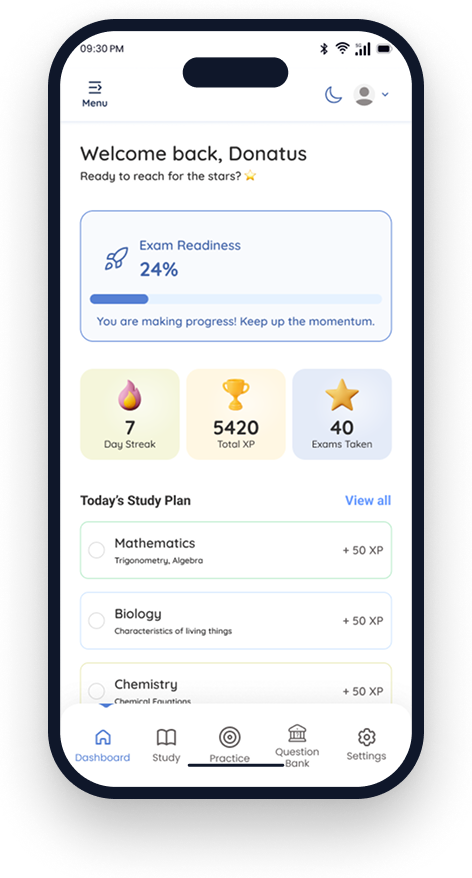 09:30 PM
5G
Menu
Welcome back, Donatus
Ready to reach for the stars? ⭐
Exam Readiness
24%
You are making progress! Keep up the momentum.
7
Day Streak
5420
Total XP
40
Exams Taken
Today's Study Plan
View all
Mathematics
Trigonometry, Algebra
+ 50 XP
Biology
Characteristics of living things
+ 50 XP
Chemistry
Chemical Equations
+ 50 XP
Dashboard
Study
Practice
Question
Bank
Settings